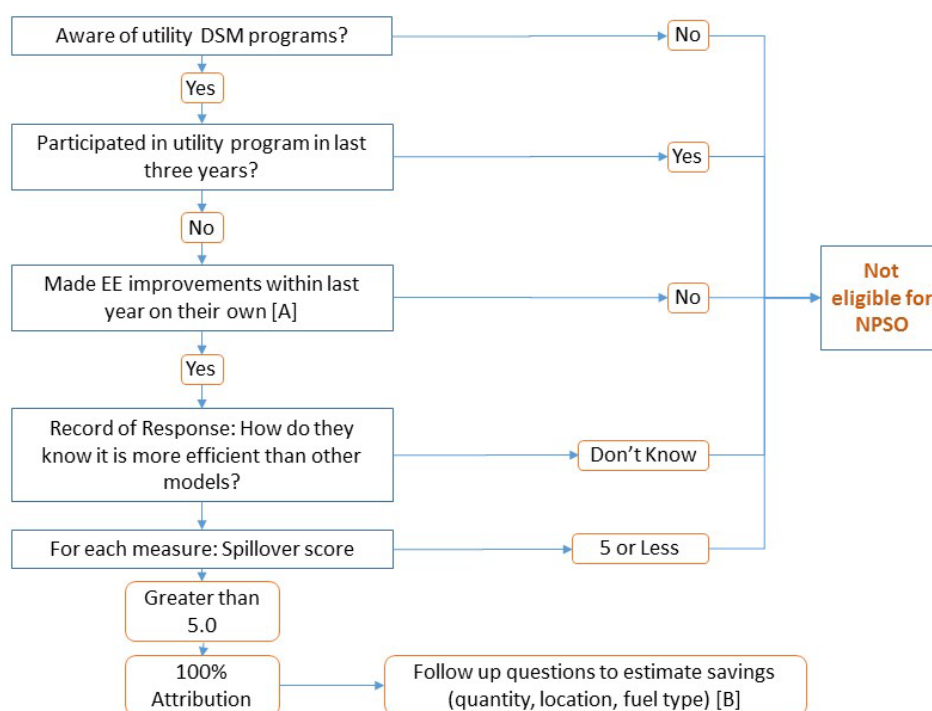 Aware of utility DSM programs?
No
Yes
Participated in utility program in last
three years?
Yes
No
Made EE improvements within last
year on their own [A]
No
Not
eligible for
NPSO
Yes
Record of Response: How do they
know it is more efficient than other
models?
Don't Know
For each measure: Spillover score
5 or Less
Greater than
5.0
100%
Attribution
Follow up questions to estimate savings
(quantity, location, fuel type) [B]